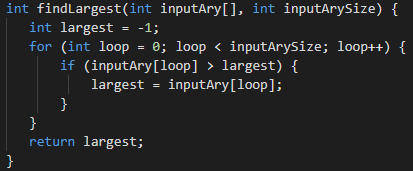 int findLargest(int inputAry[], int inputArySize) {
    int largest = -1;
    for (int loop = 0; loop < inputArySize; loop++) {
        if (inputAry[loop] > largest) {
            largest = inputAry[loop];
        }
    }
    return largest;
}